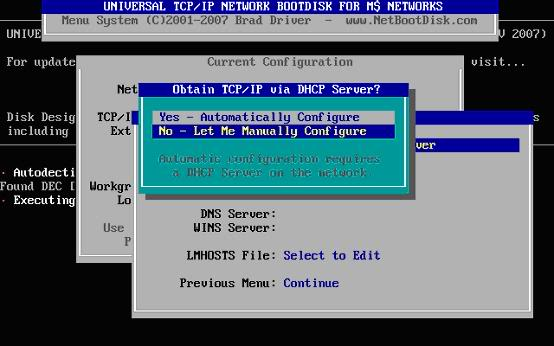 UNIVERSAL TCP/IP NETWORK BOOTDISK FOR M$ NETWORKS
Menu System (C)2001-2007 Brad Driver - www.NetBootDisk.com
UNIVE
2007)
For update
Current Configuration
visit...
Net
Obtain TCP/IP via DHCP Server?
Disk Desig
TCP/I
Yes - Automatically Configure
including
Ext
No - Let Me Manually Configure
ver
Automatic configuration requires
a DHCP Server on the network
· Autodecti
Found DEC
Workgr
· Executing
Lo
DNS Server:
Use
WINS Server:
P
LMHOSTS File: Select to Edit
Previous Menu: Continue